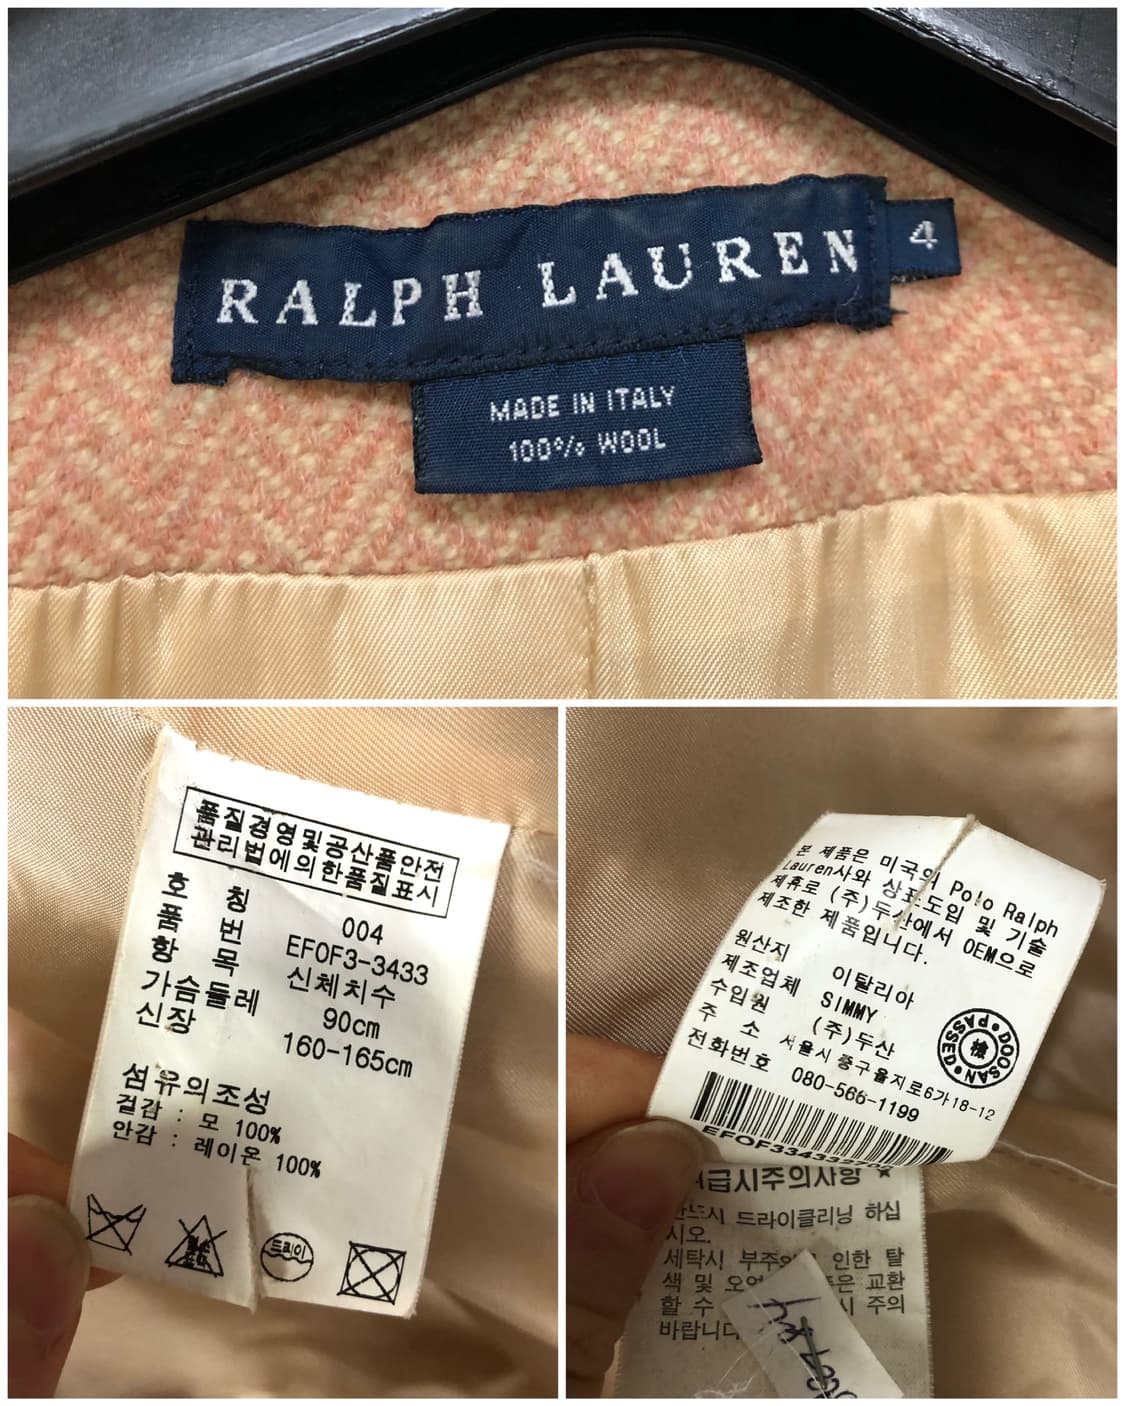 RALPH LAUREN
4
MADE IN ITALY
100% WOOL
품질경영및공산품안전
관리법에의한품질표시
호 칭 004
품 번 EFOF3-3433
항 목 신체치수
가슴둘레 90cm
신장 160-165cm
섬유의조성
겉감 : 모 100%
안감 : 레이온 100%
드라이
본 제품은 미국의 Polo Ralph
Lauren사와 상표도입 및 기술
제휴로 (주)두산에서 OEM으로
제조한 제품입니다.
원산지 이탈리아
제조업체 SIMMY
수입원 (주)두산
주 소 서울시 중구을지로6가18-12
전화번호 080-566-1199
DOOSAN PASSED
檢
급시주의사항 ★
드라이클리닝 하십
시오.
세탁시 인한 탈
색 및 교환
할 수 시 주의
바랍니다